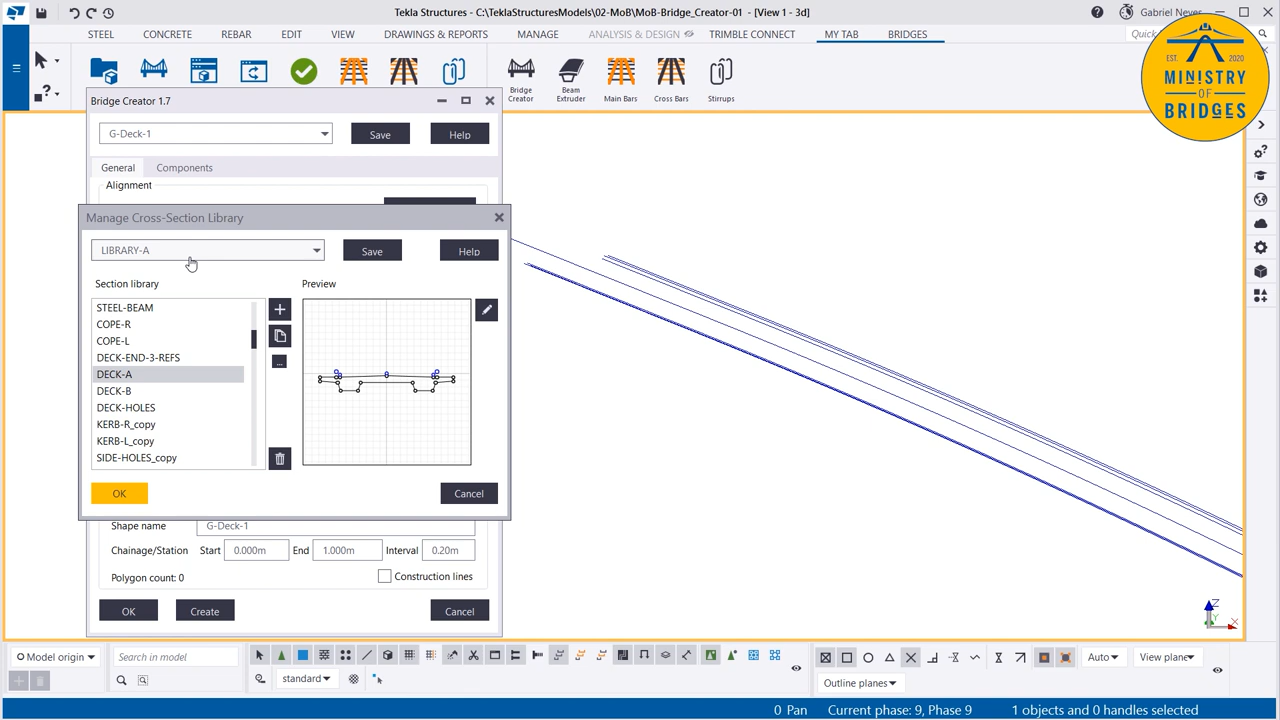 Tekla Structures - C:\TeklaStructuresModels\02-MoB\MoB-Bridge_Creator-01 - [View 1 - 3d]
Gabriel Neves
STEEL CONCRETE REBAR EDIT VIEW DRAWINGS & REPORTS MANAGE ANALYSIS & DESIGN TRIMBLE CONNECT MY TAB BRIDGES
EST. 2020
MINISTRY
OF
BRIDGES
Bridge Creator
Beam Extruder
Main Bars
Cross Bars
Stirrups
Bridge Creator 1.7
G-Deck-1
Save
Help
General
Components
Alignment
Manage Cross-Section Library
LIBRARY-A
Save
Help
Section library
Preview
STEEL-BEAM
COPE-R
COPE-L
DECK-END-3-REFS
DECK-A
DECK-B
DECK-HOLES
KERB-R_copy
KERB-L_copy
SIDE-HOLES_copy
...
OK
Cancel
Shape name G-Deck-1
Chainage/Station Start 0.000m End 1.000m Interval 0.20m
Polygon count: 0
Construction lines
OK
Create
Cancel
Z
Y
X
Model origin
Search in model
standard
Auto
View plane
Outline planes
0 Pan
Current phase: 9, Phase 9
1 objects and 0 handles selected